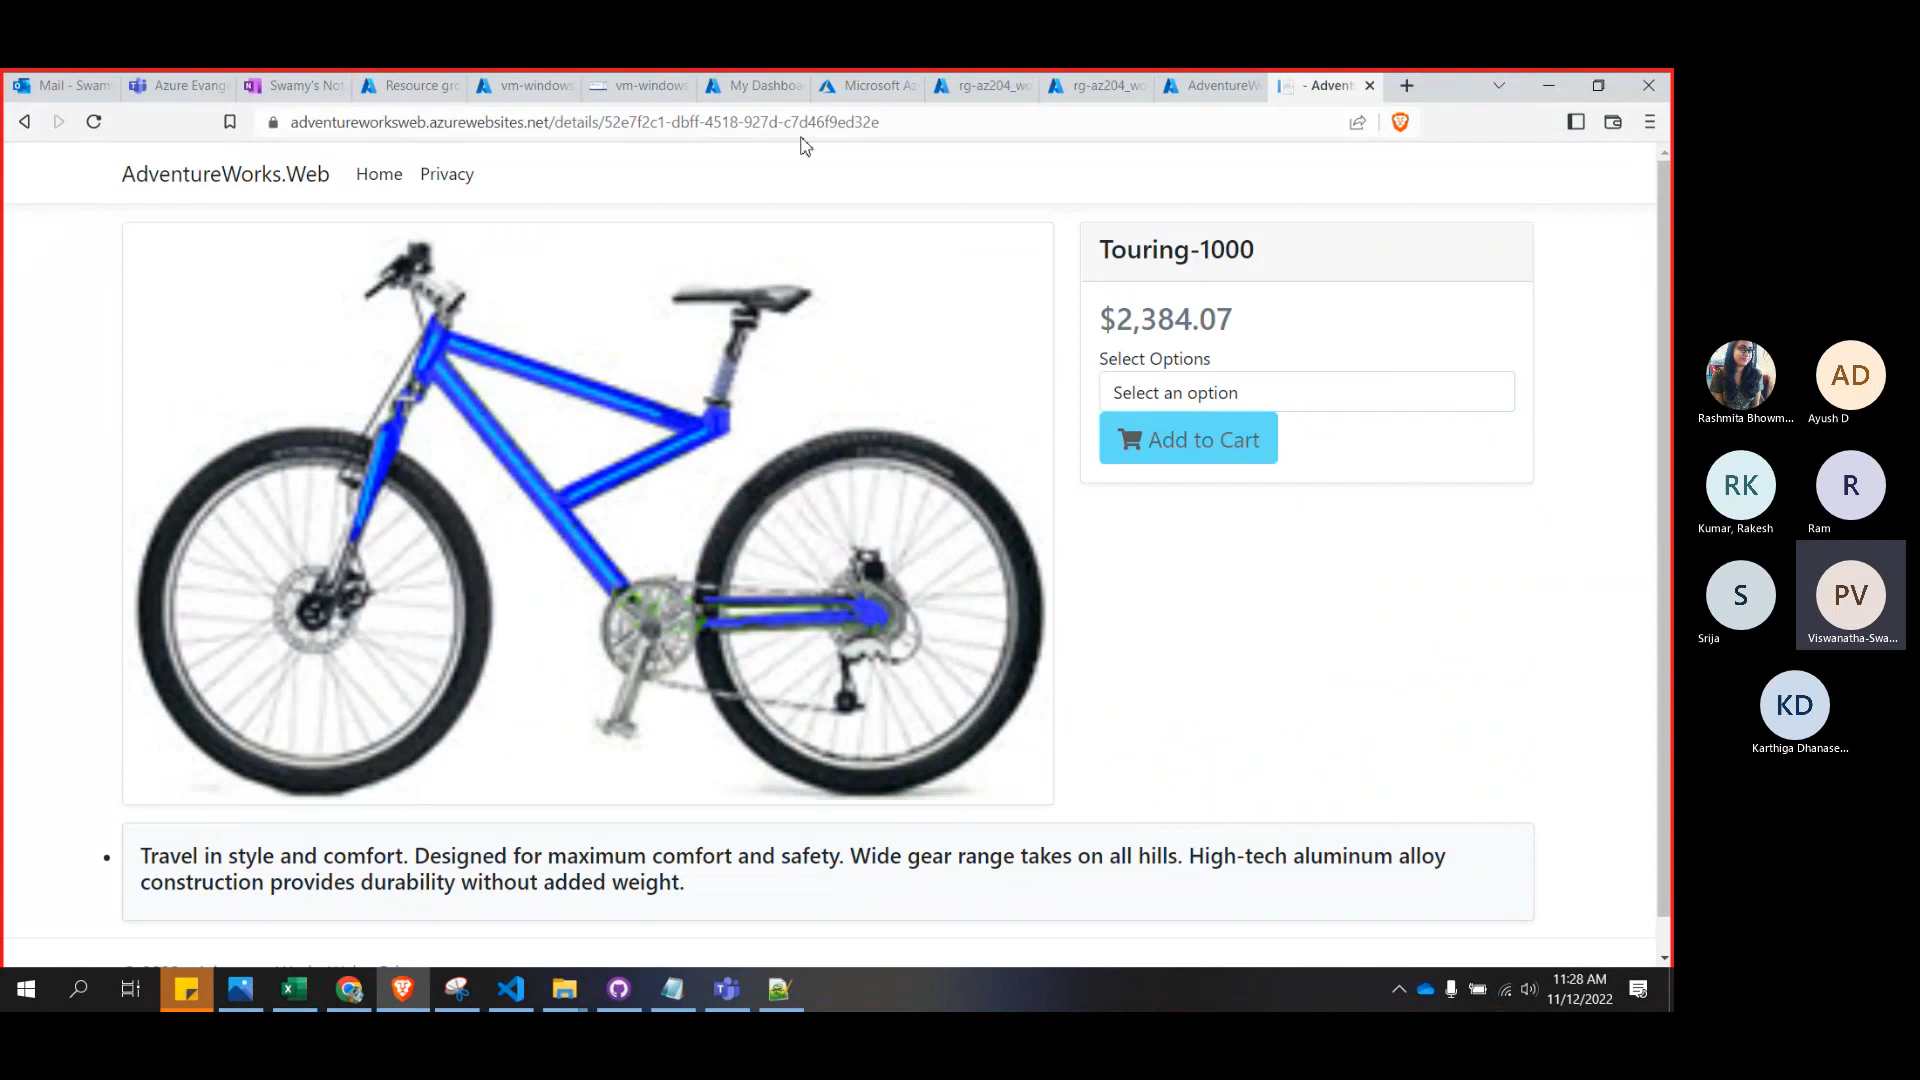 Mail - Swam
Azure Evang
Swamy's Not
Resource gro
vm-windows
vm-windows
My Dashboa
Microsoft Az
rg-az204_wo
rg-az204_wo
AdventureW
- Advent
adventureworksweb.azurewebsites.net/details/52e7f2c1-dbff-4518-927d-c7d46f9ed32e
AdventureWorks.Web Home Privacy
Touring-1000
$2,384.07
Select Options
Select an option
Add to Cart
Travel in style and comfort. Designed for maximum comfort and safety. Wide gear range takes on all hills. High-tech aluminum alloy
construction provides durability without added weight.
11:28 AM
11/12/2022
Rashmita Bhowm...
AD
Ayush D
RK
Kumar, Rakesh
R
Ram
S
Srija
PV
Viswanatha-Swa...
KD
Karthiga Dhanase...